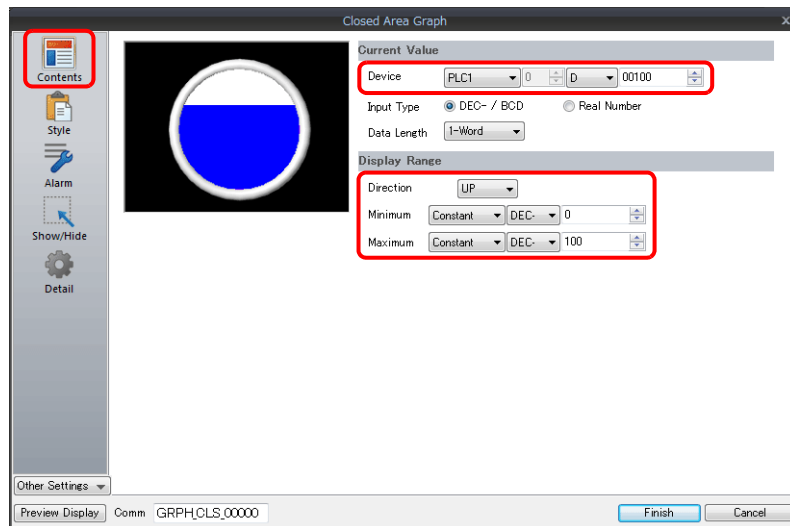 Closed Area Graph x
Contents
Style
Alarm
Show/Hide
Detail
Other Settings
Current Value
Device PLC1 0 D 00100
Input Type DEC- / BCD Real Number
Data Length 1-Word
Display Range
Direction UP
Minimum Constant DEC- 0
Maximum Constant DEC- 100
Preview Display Comm GRPH_CLS_00000 Finish Cancel